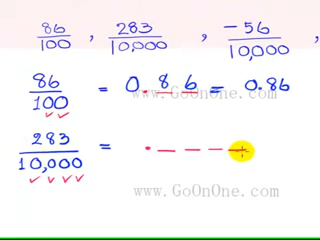 86/100 , 283/10,000 , -56/10,000 ,
86/100 = 0.86 = 0.86
www.GoOnOne.com
283/10,000 = . _ _ _ _
www.GoOnOne.com